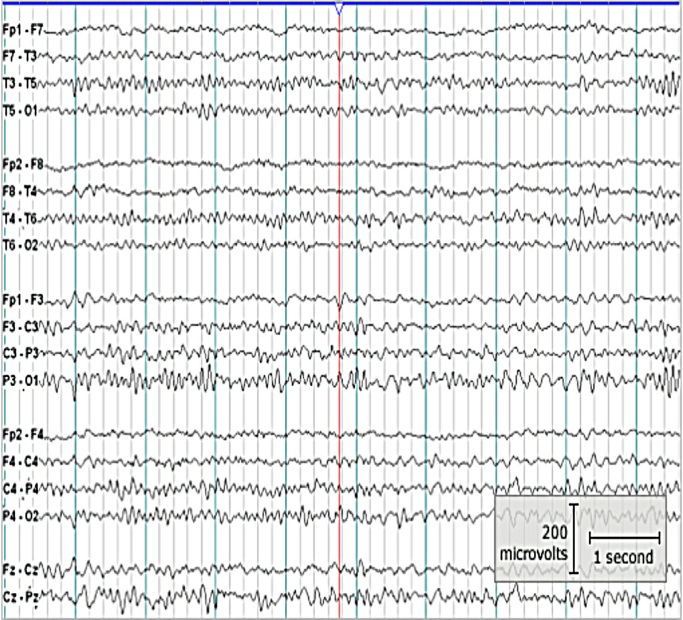 Fp1 - F7
F7 - T3
T3 - T5
T5 - O1
Fp2 - F8
F8 - T4
T4 - T6
T6 - O2
Fp1 - F3
F3 - C3
C3 - P3
P3 - O1
Fp2 - F4
F4 - C4
C4 - P4
P4 - O2
200
microvolts
1 second
Fz - Cz
Cz - Pz